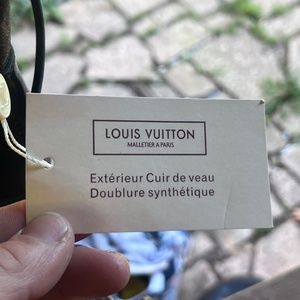 LOUIS VUITTON
MALLETIER A PARIS
Extérieur Cuir de veau
Doublure synthétique